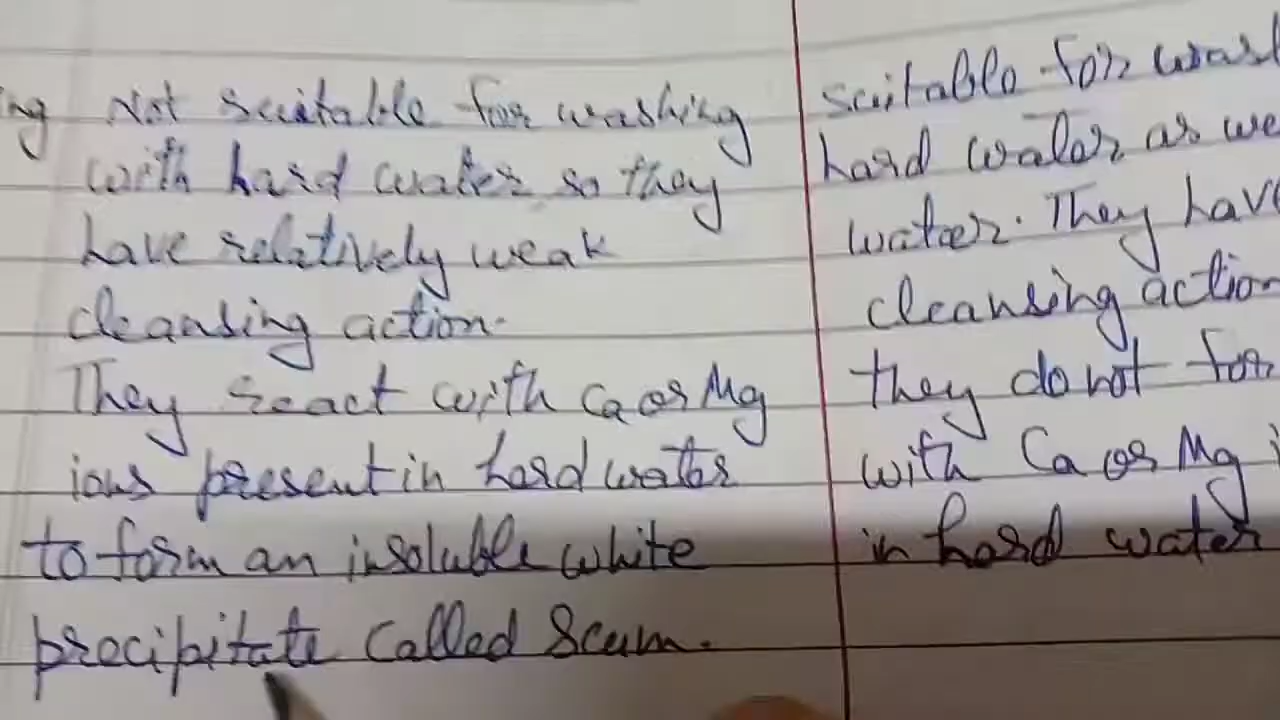 ing
Not suitable for washing
with hard water so they
have relatively weak
cleansing action.
They react with Ca or Mg
ions present in hard water
to form an insoluble white
precipitate called Scum.
suitable for
hard water as
water. They
cleansing action
they do not
with Ca or Mg
in hard water